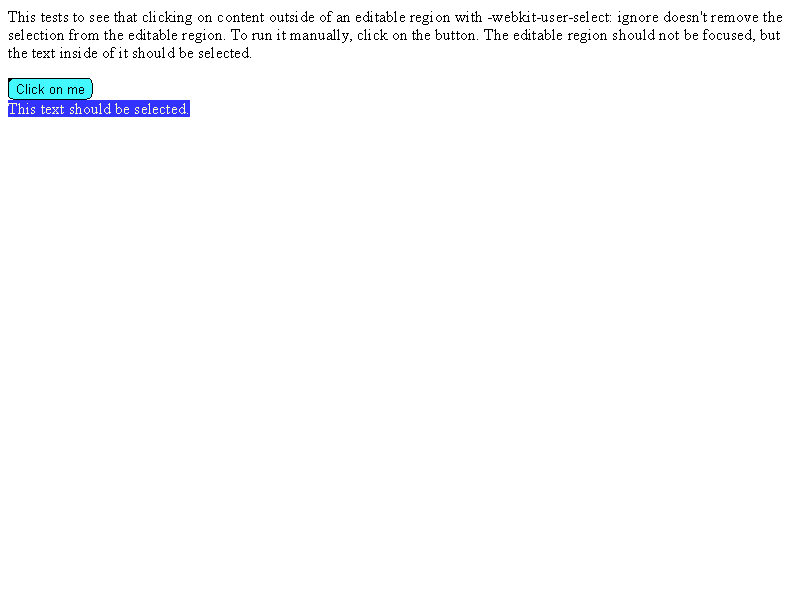 This tests to see that clicking on content outside of an editable region with -webkit-user-select: ignore doesn't remove the
selection from the editable region. To run it manually, click on the button. The editable region should not be focused, but
the text inside of it should be selected.
Click on me
This text should be selected.